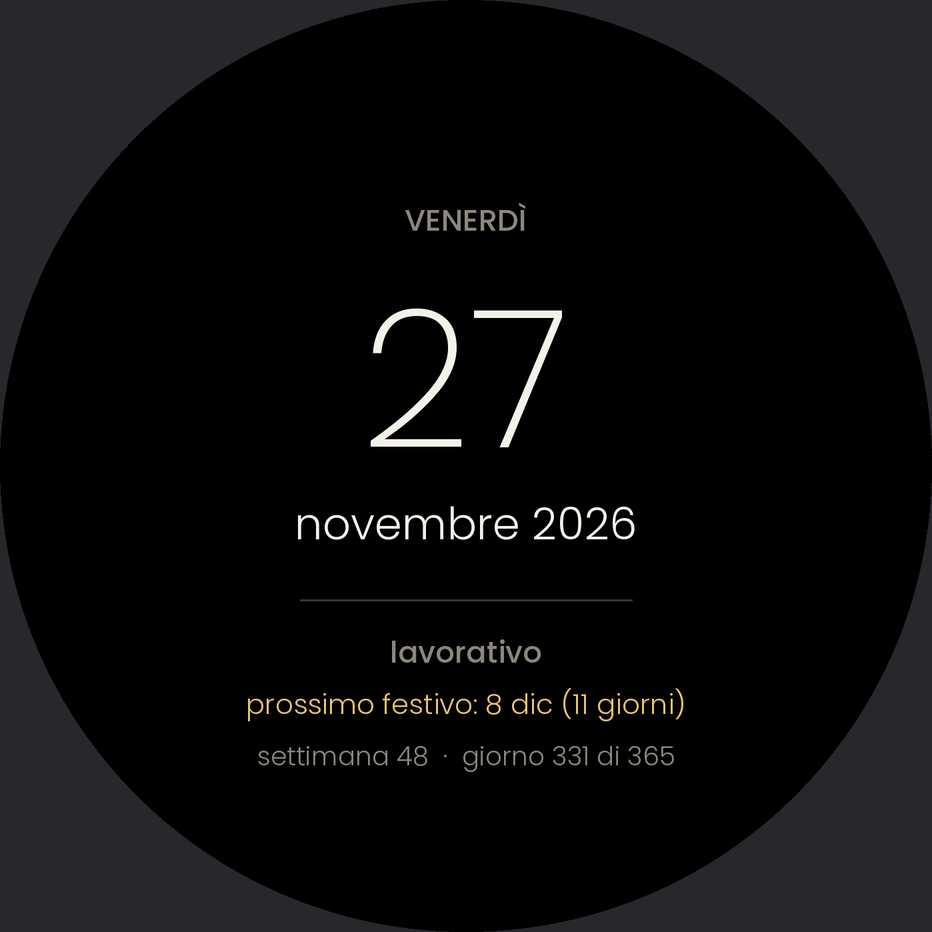 VENERDÌ
27
novembre 2026
lavorativo
prossimo festivo: 8 dic (11 giorni)
settimana 48 · giorno 331 di 365